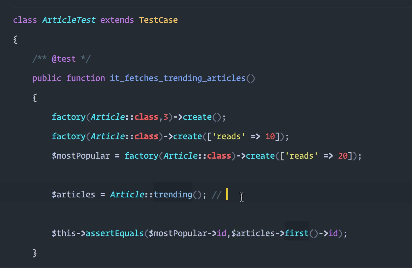 class ArticleTest extends TestCase
{
/** @test */
public function it_fetches_trending_articles()
{
factory(Article::class,3)->create();
factory(Article::class)->create(['reads' => 10]);
$mostPopular = factory(Article::class)->create(['reads' => 20]);
$articles = Article::trending(); //
$this->assertEquals($mostPopular->id,$articles->first()->id);
}